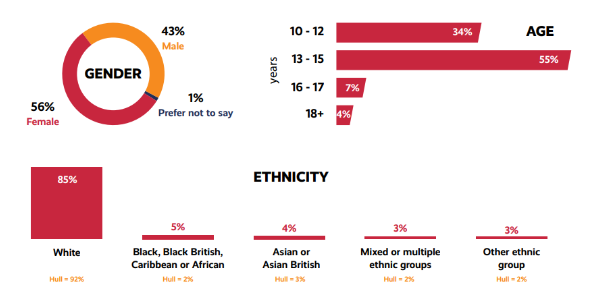 43%
Male
GENDER
1%
Prefer not to say
56%
Female
AGE
years
10 - 12
34%
13 - 15
55%
16 - 17
7%
18+
4%
ETHNICITY
85%
White
Hull = 92%
5%
Black, Black British,
Caribbean or African
Hull = 2%
4%
Asian or
Asian British
Hull = 3%
3%
Mixed or multiple
ethnic groups
Hull = 2%
3%
Other ethnic
group
Hull = 2%